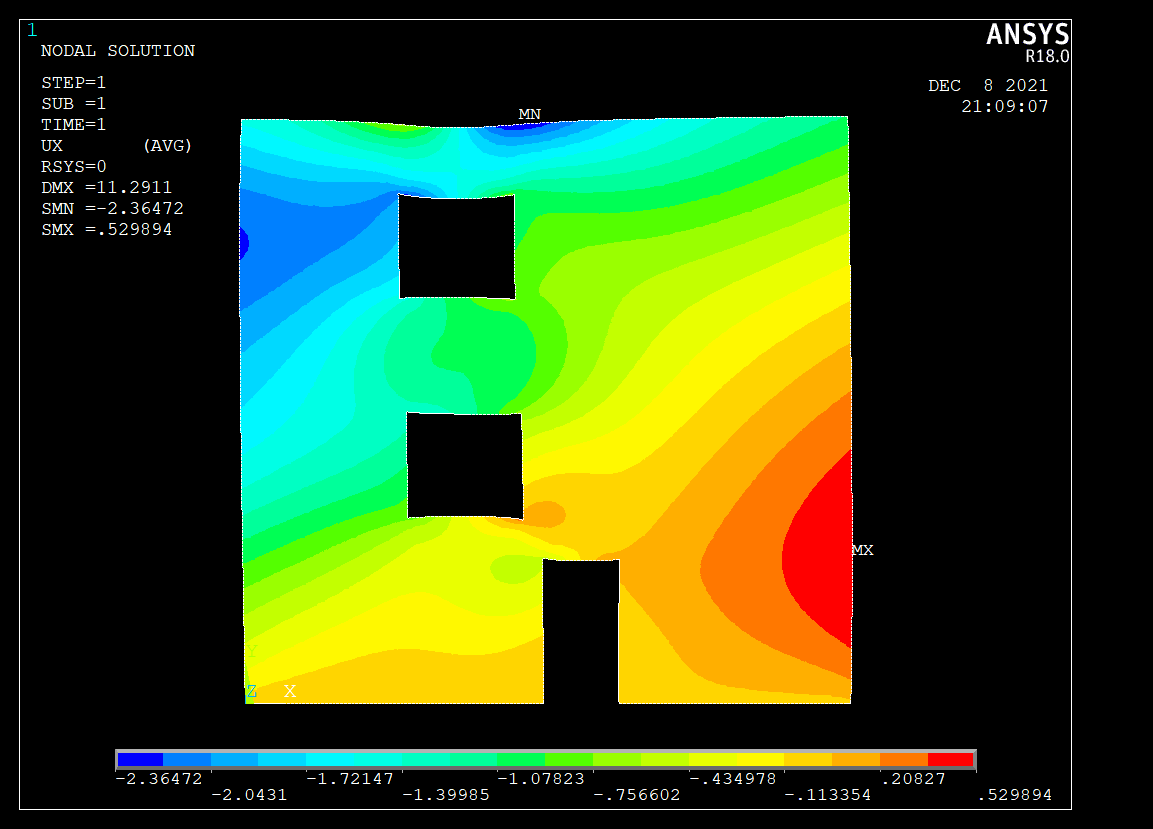 1
NODAL SOLUTION
STEP=1
SUB =1
TIME=1
UX (AVG)
RSYS=0
DMX =11.2911
SMN =-2.36472
SMX =.529894
ANSYS
R18.0
DEC 8 2021
21:09:07
MN
MX
Y
Z X
-2.36472 -1.72147 -1.07823 -.434978 .20827
-2.0431 -1.39985 -.756602 -.113354 .529894